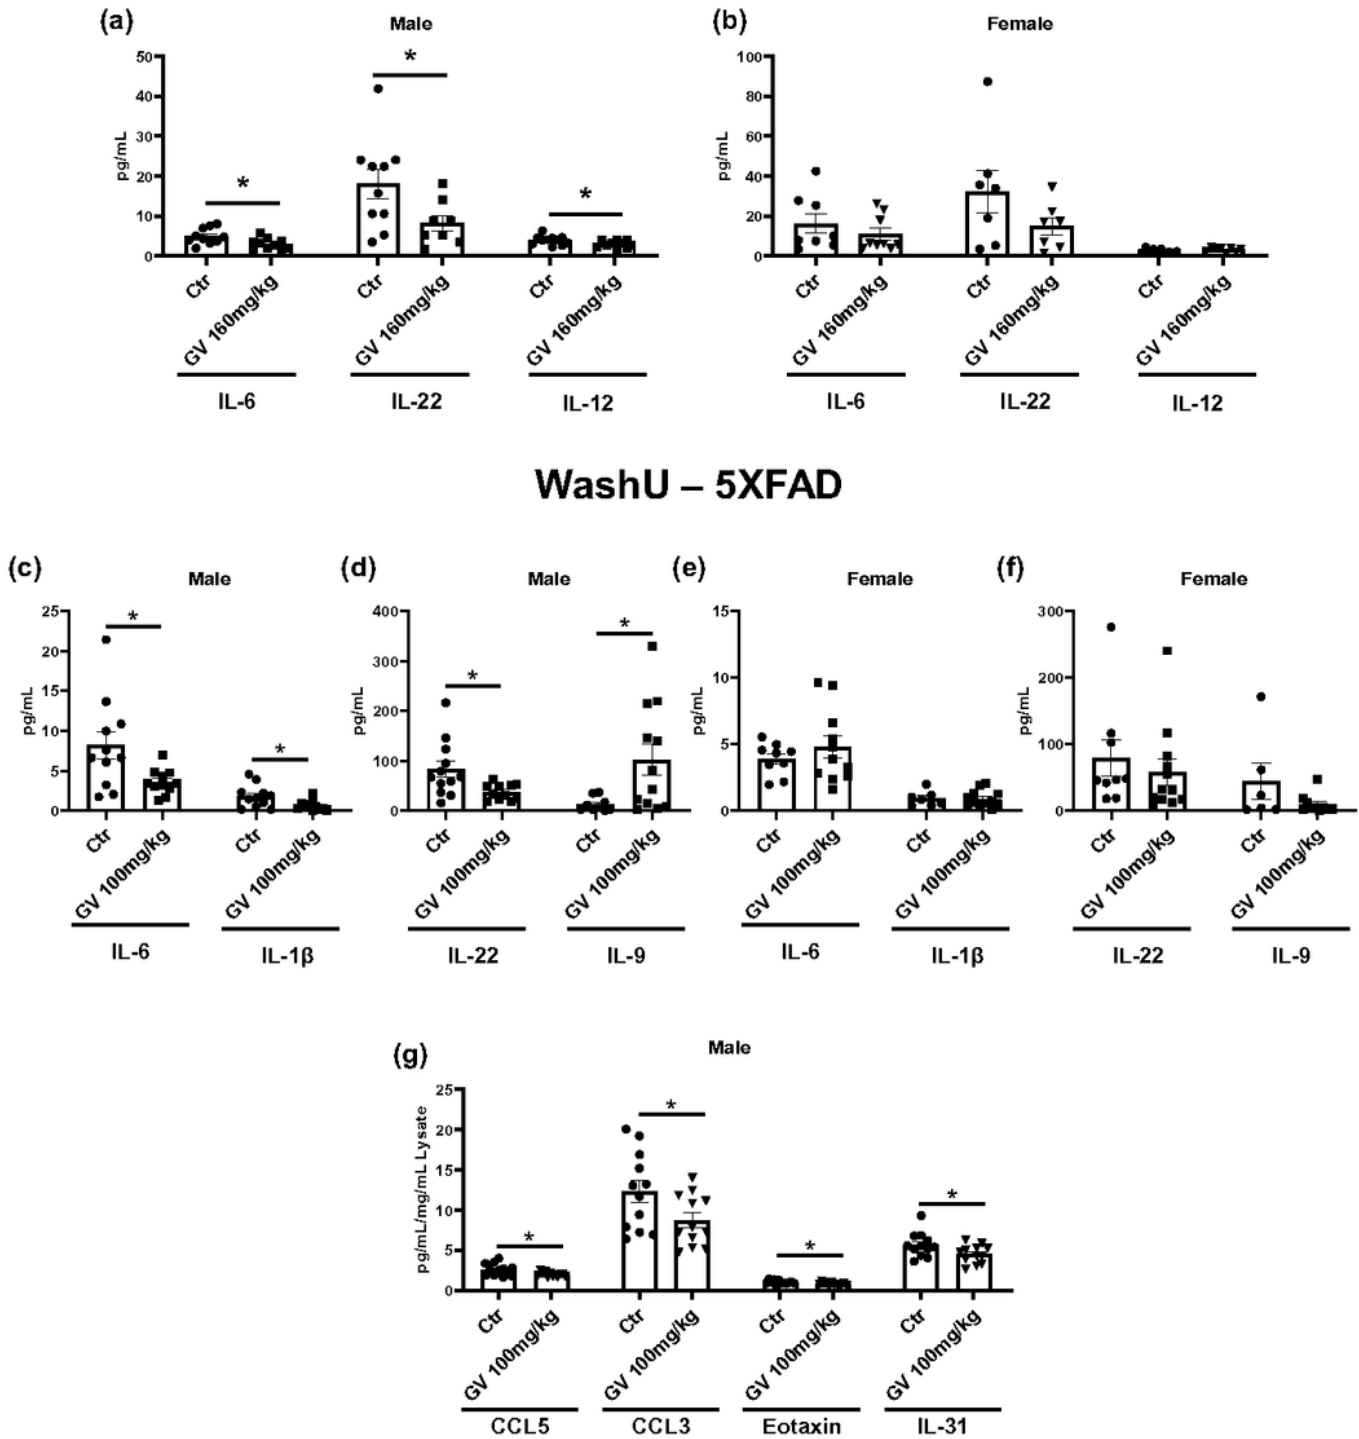 (a) Male
(b) Female
pg/mL
50
40
30
20
10
0
*
*
*
Ctr
GV 160mg/kg
Ctr
GV 160mg/kg
Ctr
GV 160mg/kg
IL-6
IL-22
IL-12
pg/mL
100
80
60
40
20
0
Ctr
GV 160mg/kg
Ctr
GV 160mg/kg
Ctr
GV 160mg/kg
IL-6
IL-22
IL-12
WashU – 5XFAD
(c) Male
pg/mL
25
20
15
10
5
0
*
*
Ctr
GV 100mg/kg
Ctr
GV 100mg/kg
IL-6
IL-1β
(d) Male
pg/mL
400
300
200
100
0
*
*
Ctr
GV 100mg/kg
Ctr
GV 100mg/kg
IL-22
IL-9
(e) Female
pg/mL
15
10
5
0
Ctr
GV 100mg/kg
Ctr
GV 100mg/kg
IL-6
IL-1β
(f) Female
pg/mL
300
200
100
0
Ctr
GV 100mg/kg
Ctr
GV 100mg/kg
IL-22
IL-9
(g) Male
pg/mL/mg/mL Lysate
25
20
15
10
5
0
*
*
*
*
Ctr
GV 100mg/kg
Ctr
GV 100mg/kg
Ctr
GV 100mg/kg
Ctr
GV 100mg/kg
CCL5
CCL3
Eotaxin
IL-31